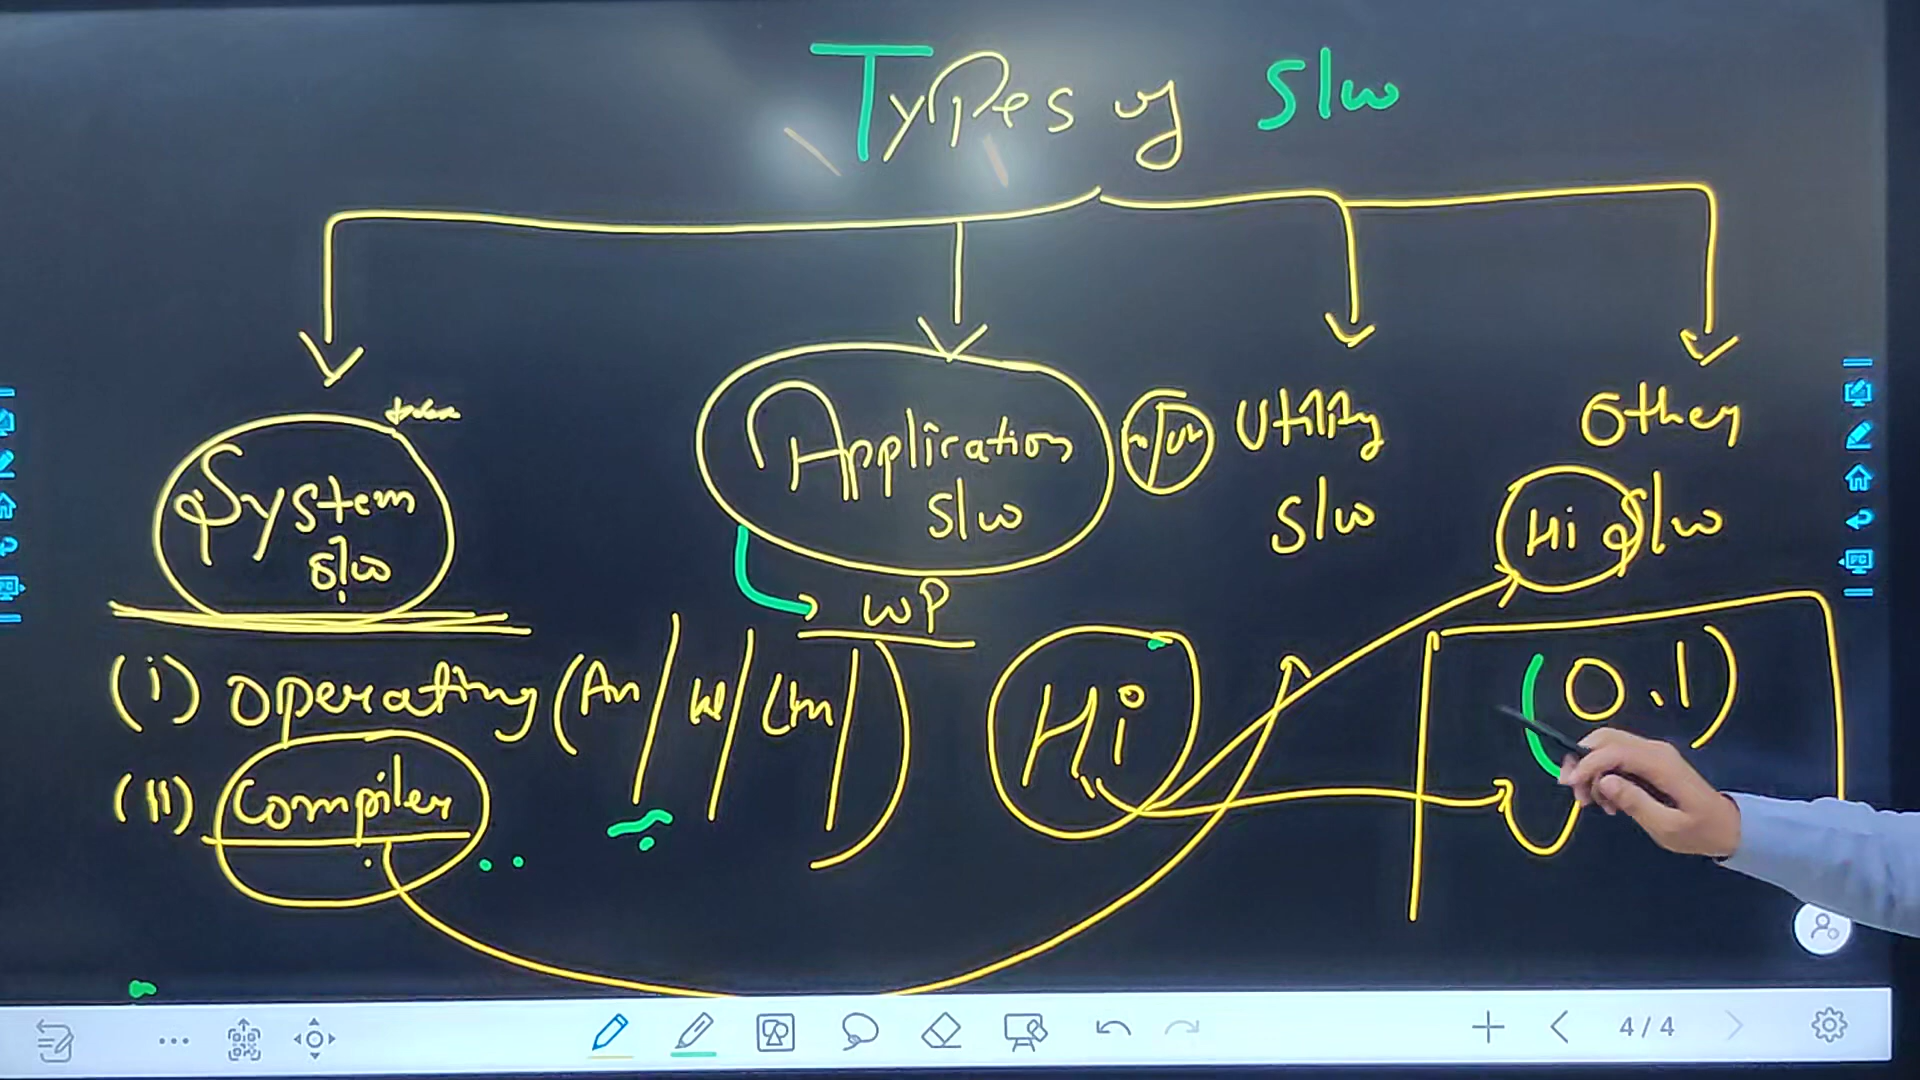 Types of S/w
System
S/w
Application
S/w
Utility
S/w
Other
S/w
Hi
WP
(i) Operating (An/W/Lin/)
(ii) Compiler
Hi
(0.1)
4/4